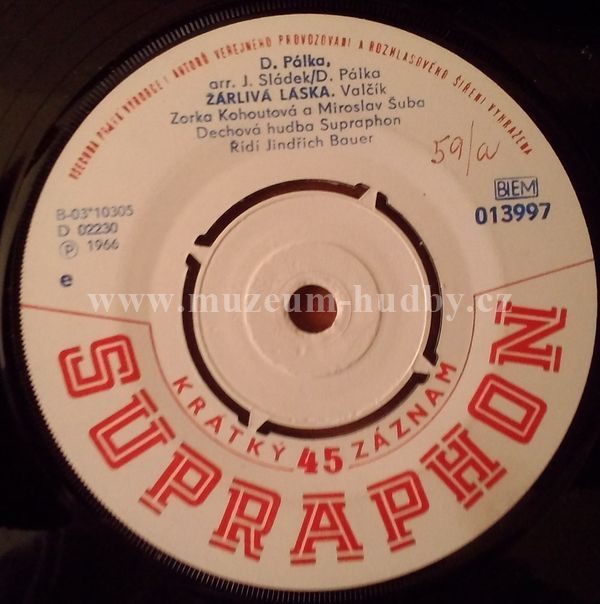 VŠECHNA PRÁVA VÝROBCE I AUTORŮ VEŘEJNÉHO PROVOZOVÁNÍ A ROZHLASOVÉHO ŠÍŘENÍ VYHRAZENA
D. Pálka,
arr. J. Sládek/D. Pálka
ŽÁRLIVÁ LÁSKA. Valčík
Zorka Kohoutová a Miroslav Šuba
Dechová hudba Supraphon
Řídí Jindřich Bauer
59/a
BIEM
013997
B-03*10305
D 02230
Ⓟ 1966
e
www.muzeum-hudby.cz
KRÁTKÝ 45 ZÁZNAM
SUPRAPHON